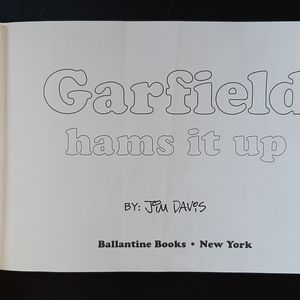 Garfield
hams it up
BY: JIM DAVIS
Ballantine Books • New York